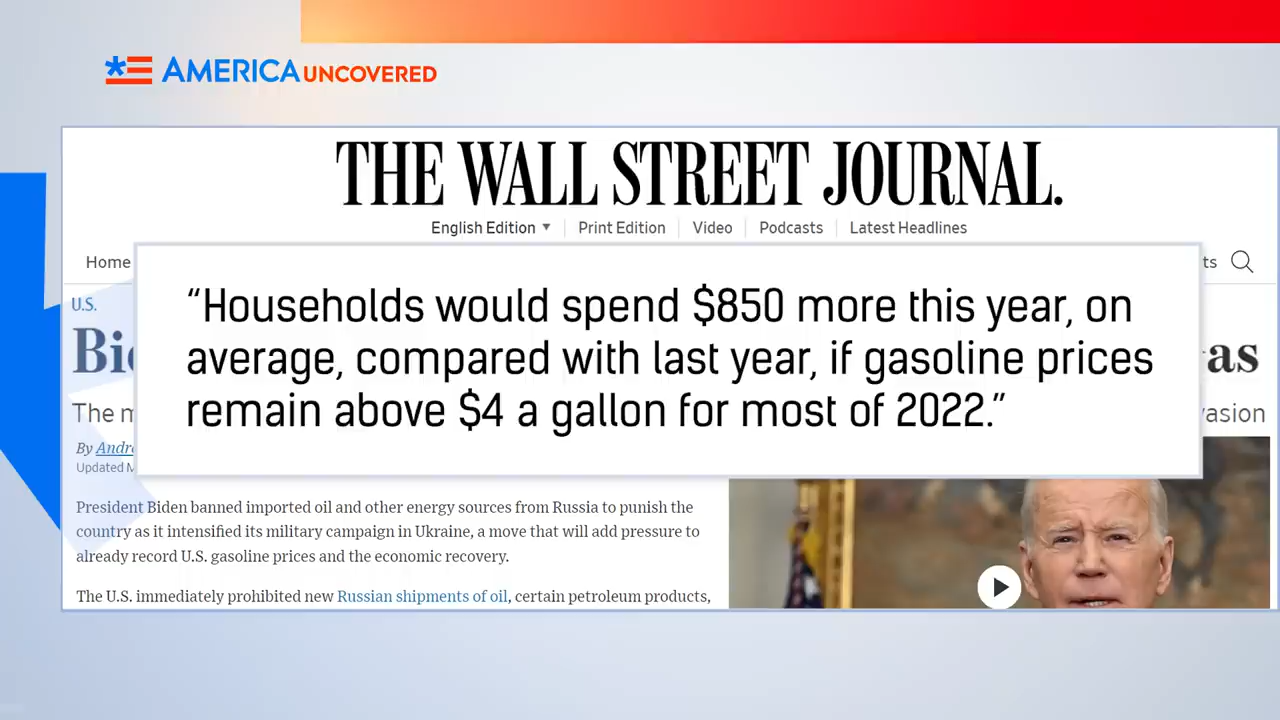 AMERICA UNCOVERED
THE WALL STREET JOURNAL.
English Edition ▼ Print Edition Video Podcasts Latest Headlines
Home
ts
“Households would spend $850 more this year, on
average, compared with last year, if gasoline prices
remain above $4 a gallon for most of 2022.”
U.S.
as
The
By Andre
Updated
President Biden banned imported oil and other energy sources from Russia to punish the
country as it intensified its military campaign in Ukraine, a move that will add pressure to
already record U.S. gasoline prices and the economic recovery.
The U.S. immediately prohibited new Russian shipments of oil, certain petroleum products,